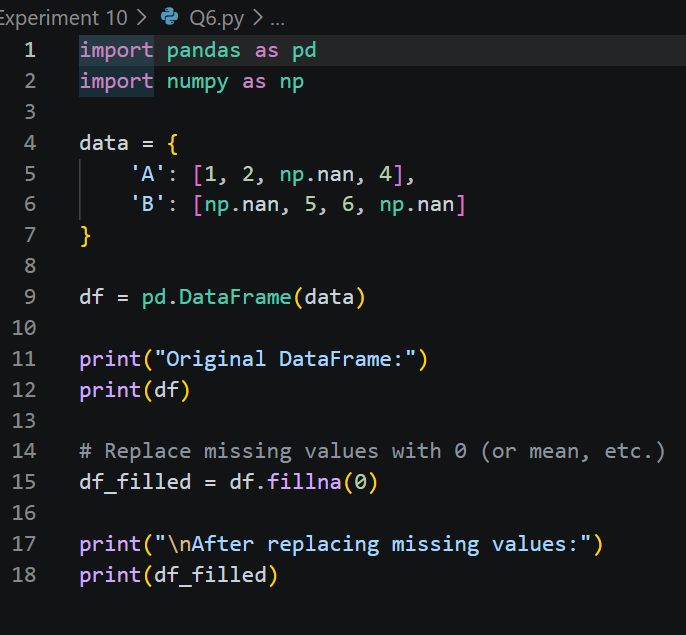 Experiment 10 > Q6.py > ...
1 import pandas as pd
2 import numpy as np
3
4 data = {
5     'A': [1, 2, np.nan, 4],
6     'B': [np.nan, 5, 6, np.nan]
7 }
8
9 df = pd.DataFrame(data)
10
11 print("Original DataFrame:")
12 print(df)
13
14 # Replace missing values with 0 (or mean, etc.)
15 df_filled = df.fillna(0)
16
17 print("\nAfter replacing missing values:")
18 print(df_filled)